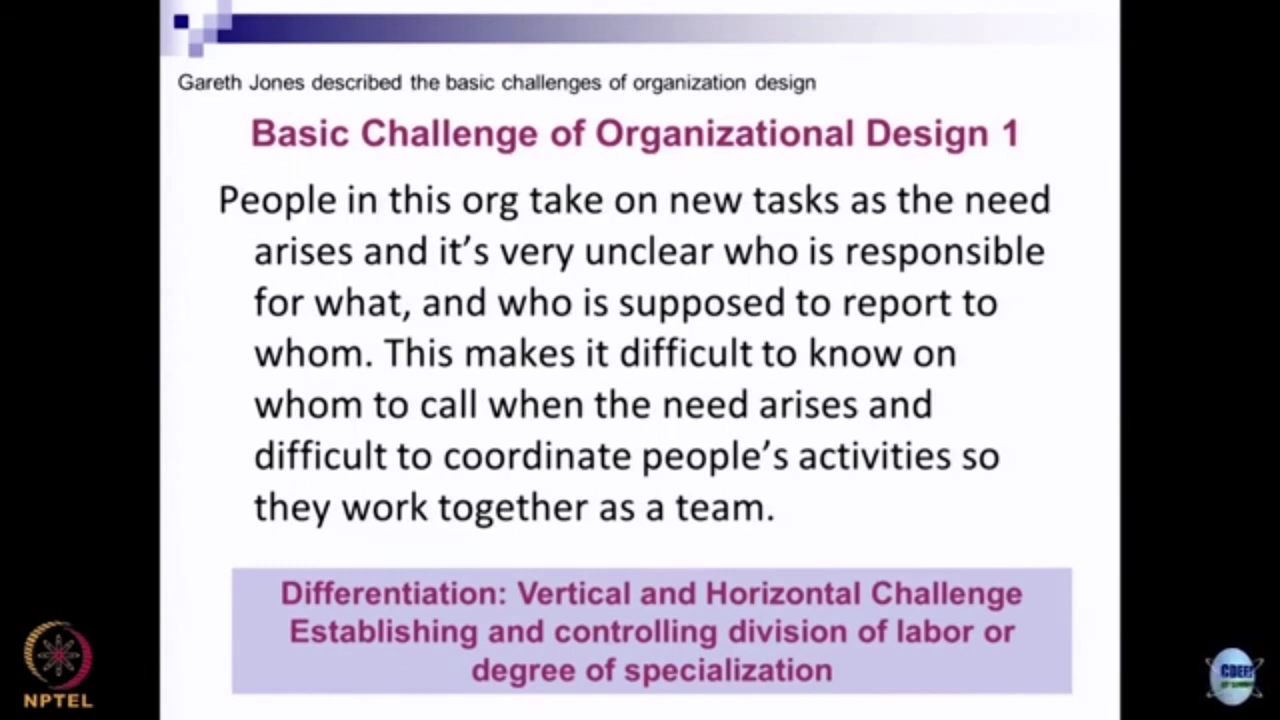 Gareth Jones described the basic challenges of organization design
Basic Challenge of Organizational Design 1
People in this org take on new tasks as the need
arises and it's very unclear who is responsible
for what, and who is supposed to report to
whom. This makes it difficult to know on
whom to call when the need arises and
difficult to coordinate people's activities so
they work together as a team.
Differentiation: Vertical and Horizontal Challenge
Establishing and controlling division of labor or
degree of specialization
NPTEL